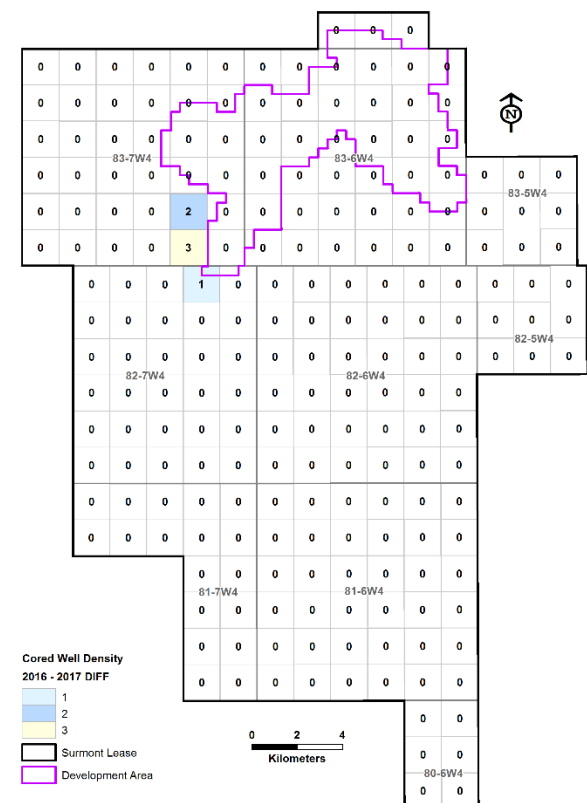 0 0 0
0 0 0 0 0 0 0 0 0 0 0 0
0 0 0 0 0 0 0 0 0 0 0 0
N
0 0 0 0 0 0 0 0 0 0 0 0
83-7W4 83-6W4
0 0 0 0 0 0 0 0 0 0 0 0 0 0 0
83-5W4
0 0 0 0 2 0 0 0 0 0 0 0 0 0 0
0 0 0 0 3 0 0 0 0 0 0 0 0 0 0
0 0 0 1 0 0 0 0 0 0 0 0 0 0
0 0 0 0 0 0 0 0 0 0 0 0 0 0
82-5W4
0 0 0 0 0 0 0 0 0 0 0 0 0 0
82-7W4 82-6W4
0 0 0 0 0 0 0 0 0 0 0
0 0 0 0 0 0 0 0 0 0 0
0 0 0 0 0 0 0 0 0 0 0
0 0 0 0 0 0 0 0 0 0 0
0 0 0 0 0 0 0 0 0 0 0
0 0 0 0 0 0 0 0
81-7W4 81-6W4
0 0 0 0 0 0 0 0
0 0 0 0 0 0 0 0
0 0 0 0 0 0 0 0
0 0
0 0
80-6W4
0 0
Cored Well Density
2016 - 2017 DIFF
1
2
3
Surmont Lease
Development Area
0 2 4
Kilometers